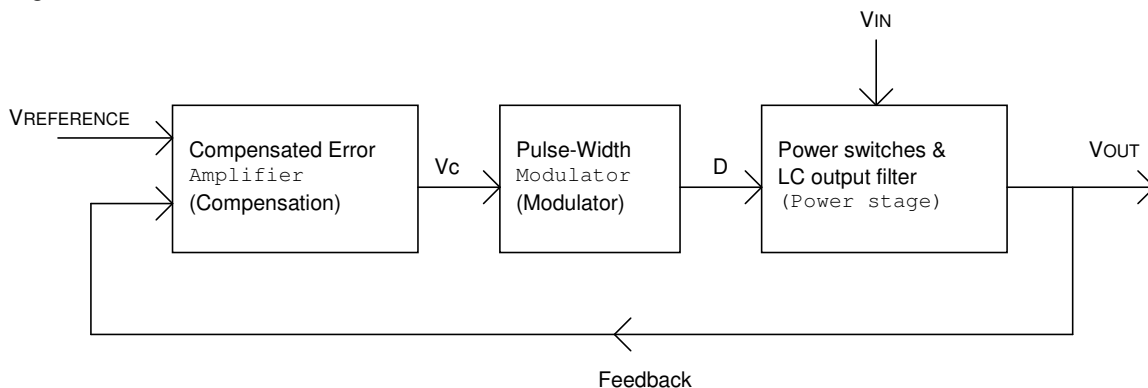 VIN
VREFERENCE
Compensated Error
Amplifier
(Compensation)
Vc
Pulse-Width
Modulator
(Modulator)
D
Power switches &
LC output filter
(Power stage)
VOUT
Feedback